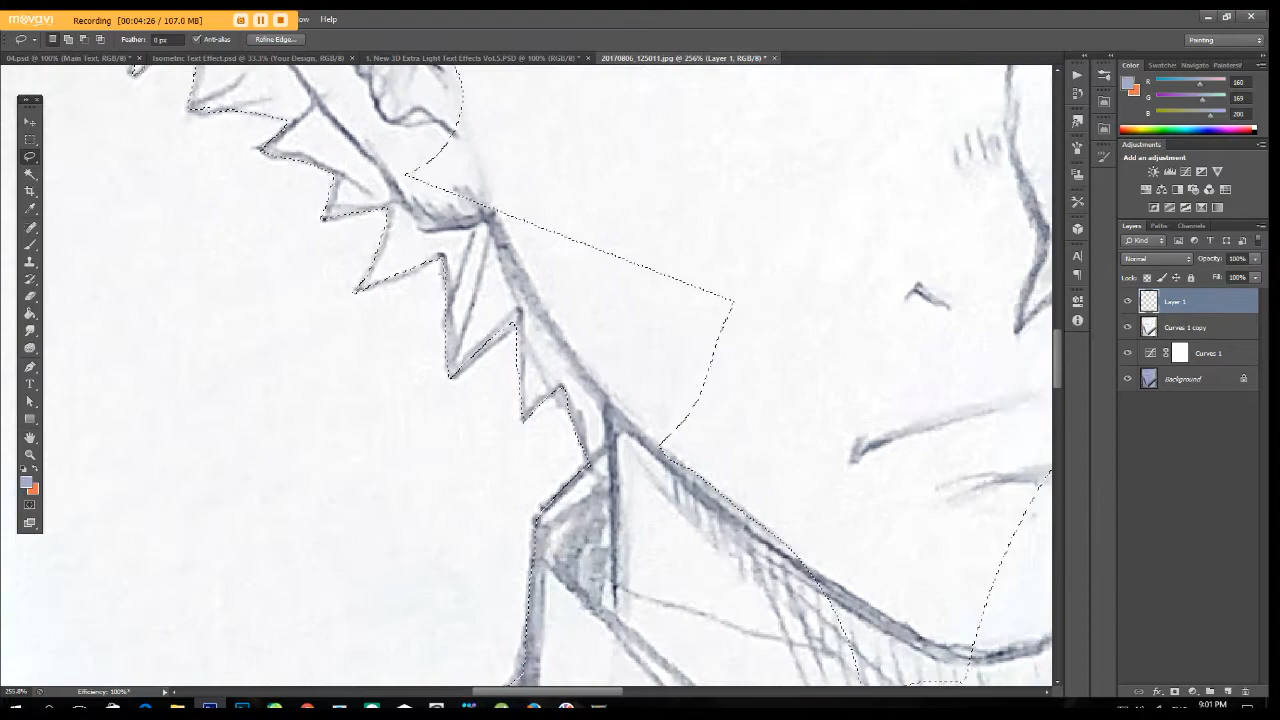 movavi Recording [00:04:26 / 107.0 MB] Help
Feather: 0 px Anti-alias Refine Edge... Painting
04.psd @ 100% (Main Text, RGB/8) * × Isometric Text Effect.psd @ 33.3% (Your Design, RGB/8) × 1. New 3D Extra Light Text Effects Vol.5.PSD @ 100% (RGB/8) * × 20170806_125011.jpg @ 256% (Layer 1, RGB/8) * ×
Color Swatches Navigato
R 160
G 169
B 200
Adjustments
Add an adjustment
Layers Channels Paths
Kind
Normal Opacity: 100%
Lock: Fill: 100%
Layer 1
Curves 1 copy
Curves 1
Background
Efficiency: 100%*
9:01 PM